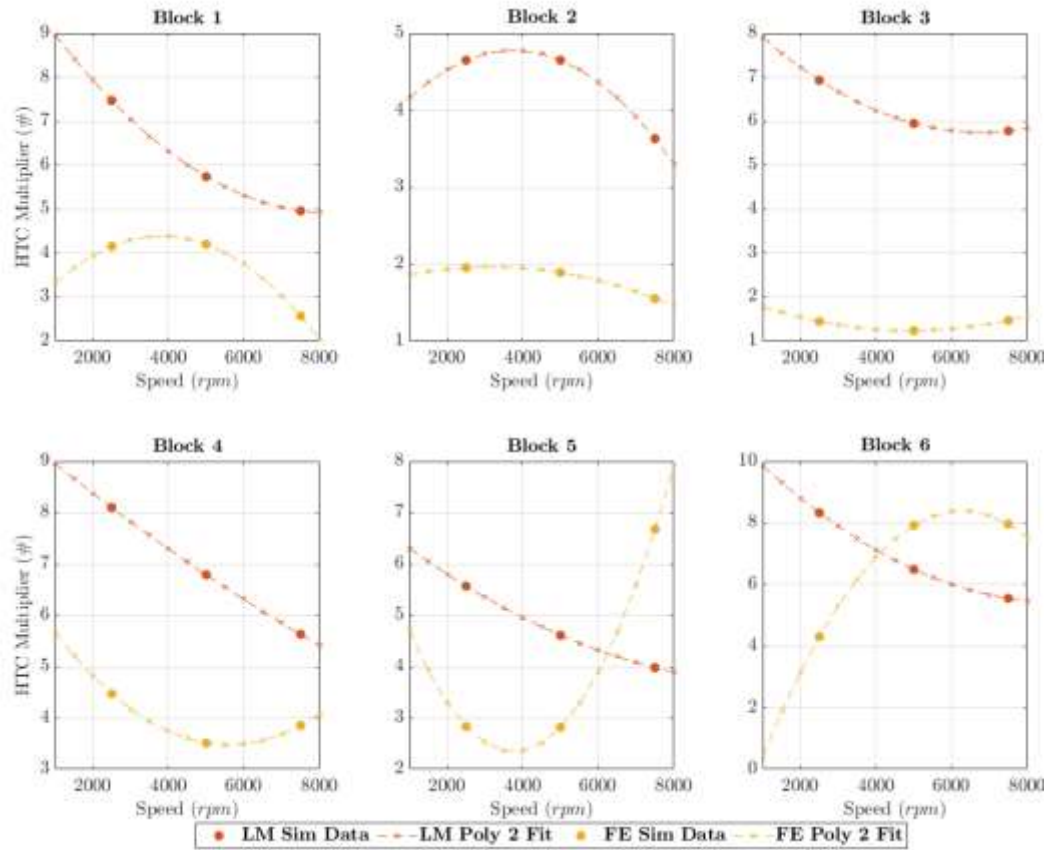 Block 1
Block 2
Block 3
HTC Multiplier (#)
9
8
7
6
5
4
3
2
5
4
3
2
1
8
7
6
5
4
3
2
1
2000 4000 6000 8000
2000 4000 6000 8000
2000 4000 6000 8000
Speed (rpm)
Speed (rpm)
Speed (rpm)
Block 4
Block 5
Block 6
HTC Multiplier (#)
9
8
7
6
5
4
3
8
7
6
5
4
3
2
10
8
6
4
2
0
2000 4000 6000 8000
2000 4000 6000 8000
2000 4000 6000 8000
Speed (rpm)
Speed (rpm)
Speed (rpm)
LM Sim Data LM Poly 2 Fit FE Sim Data FE Poly 2 Fit